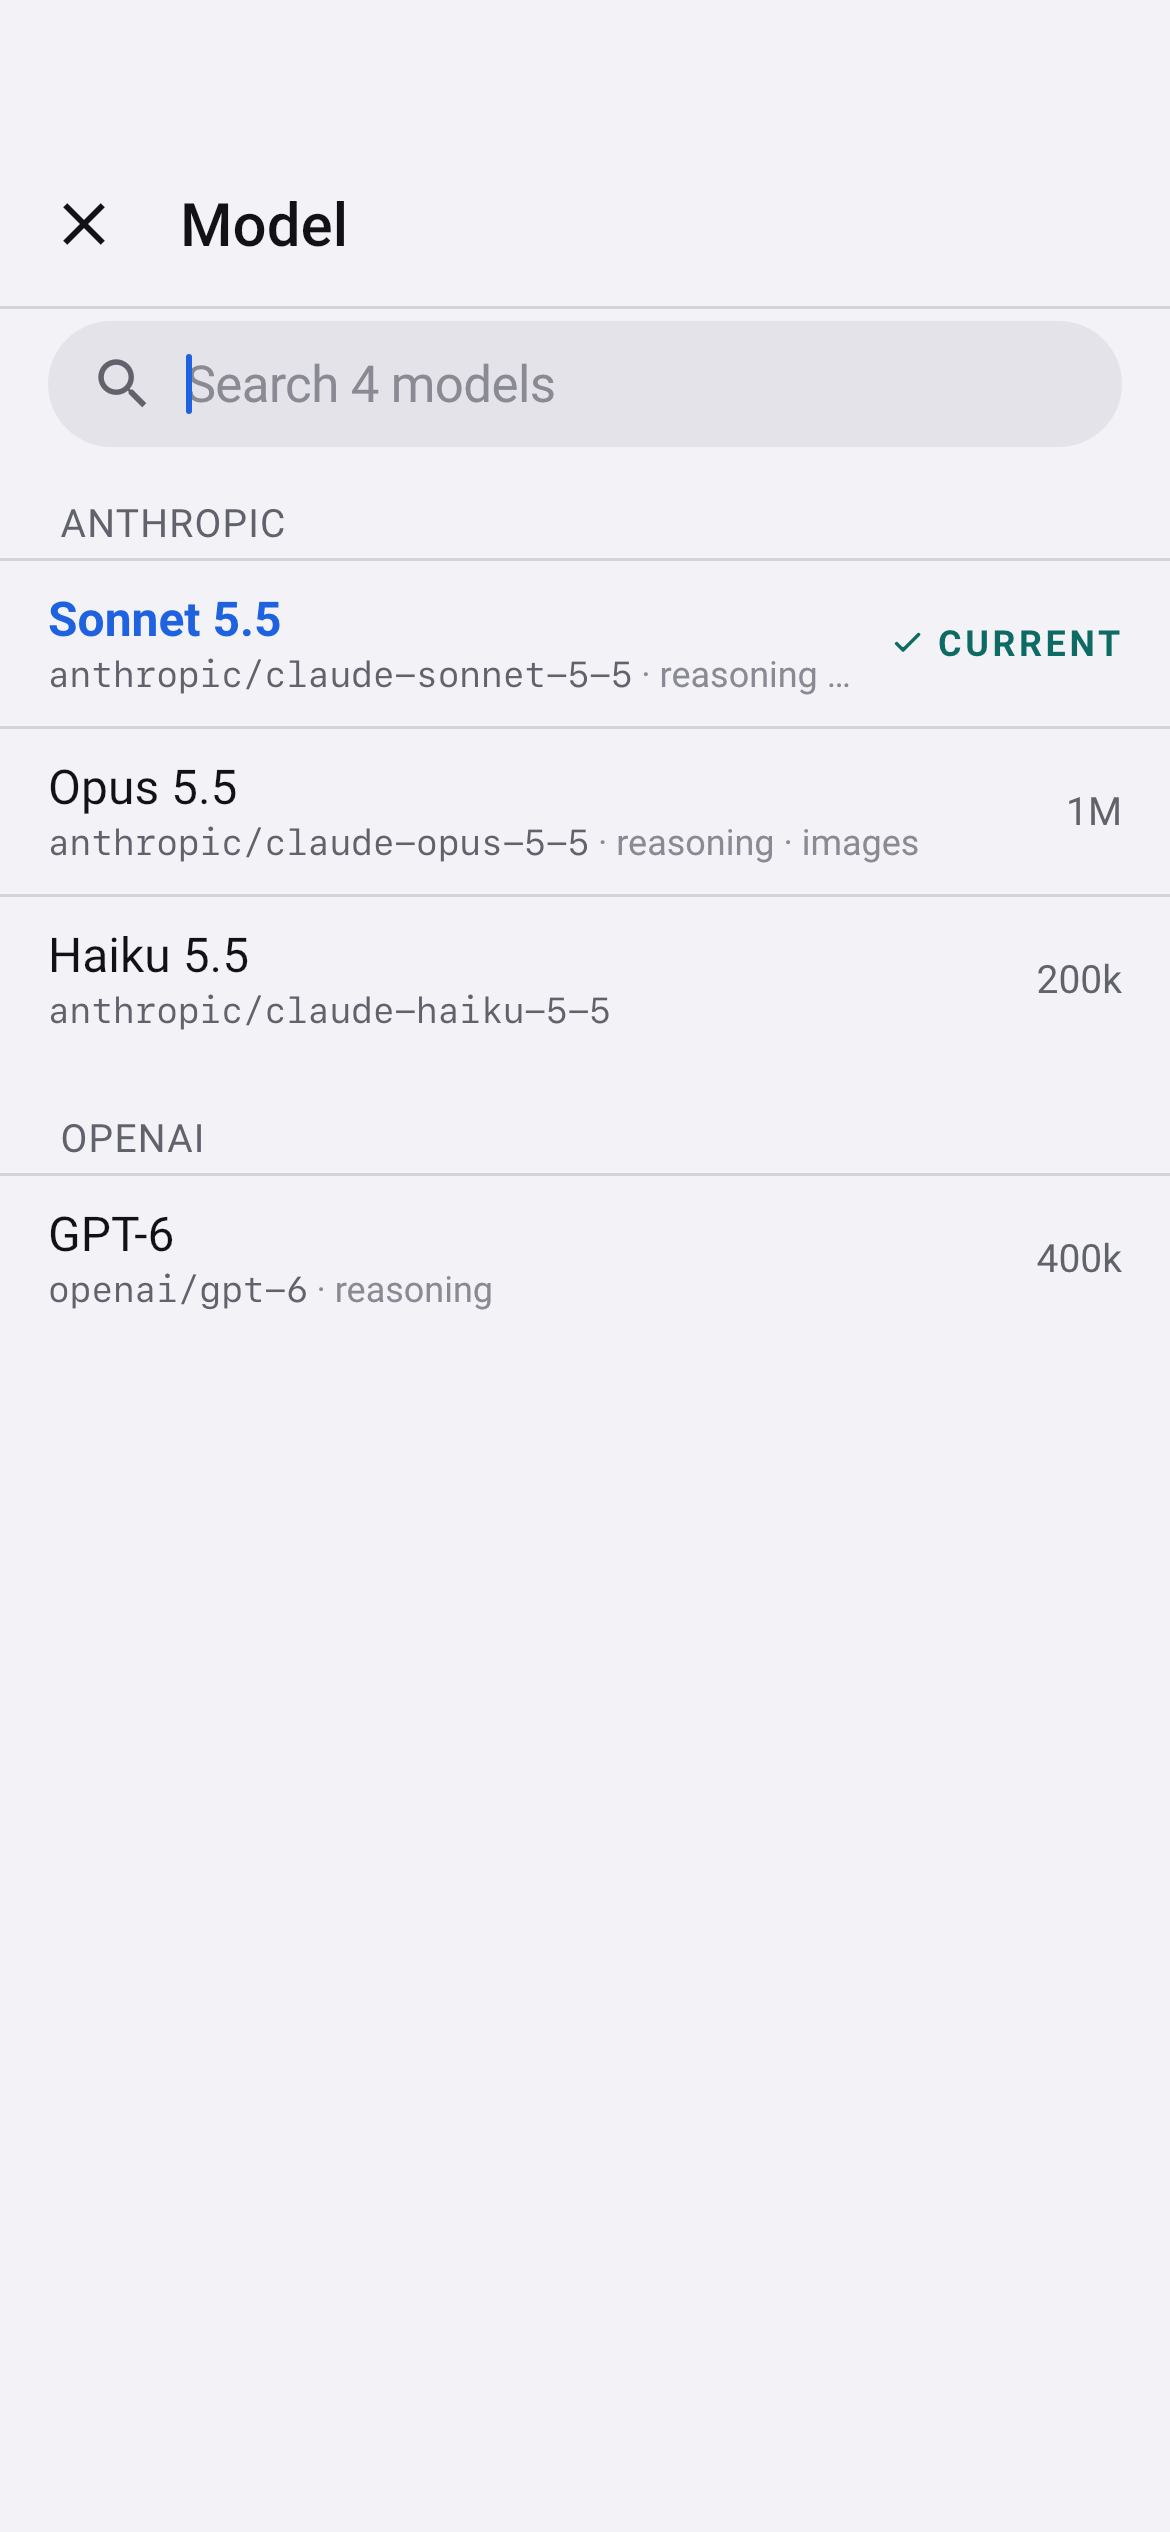 Model
Search 4 models
ANTHROPIC
Sonnet 5.5
anthropic/claude-sonnet-5-5 · reasoning …
✓ CURRENT
Opus 5.5
anthropic/claude-opus-5-5 · reasoning · images
1M
Haiku 5.5
anthropic/claude-haiku-5-5
200k
OPENAI
GPT-6
openai/gpt-6 · reasoning
400k